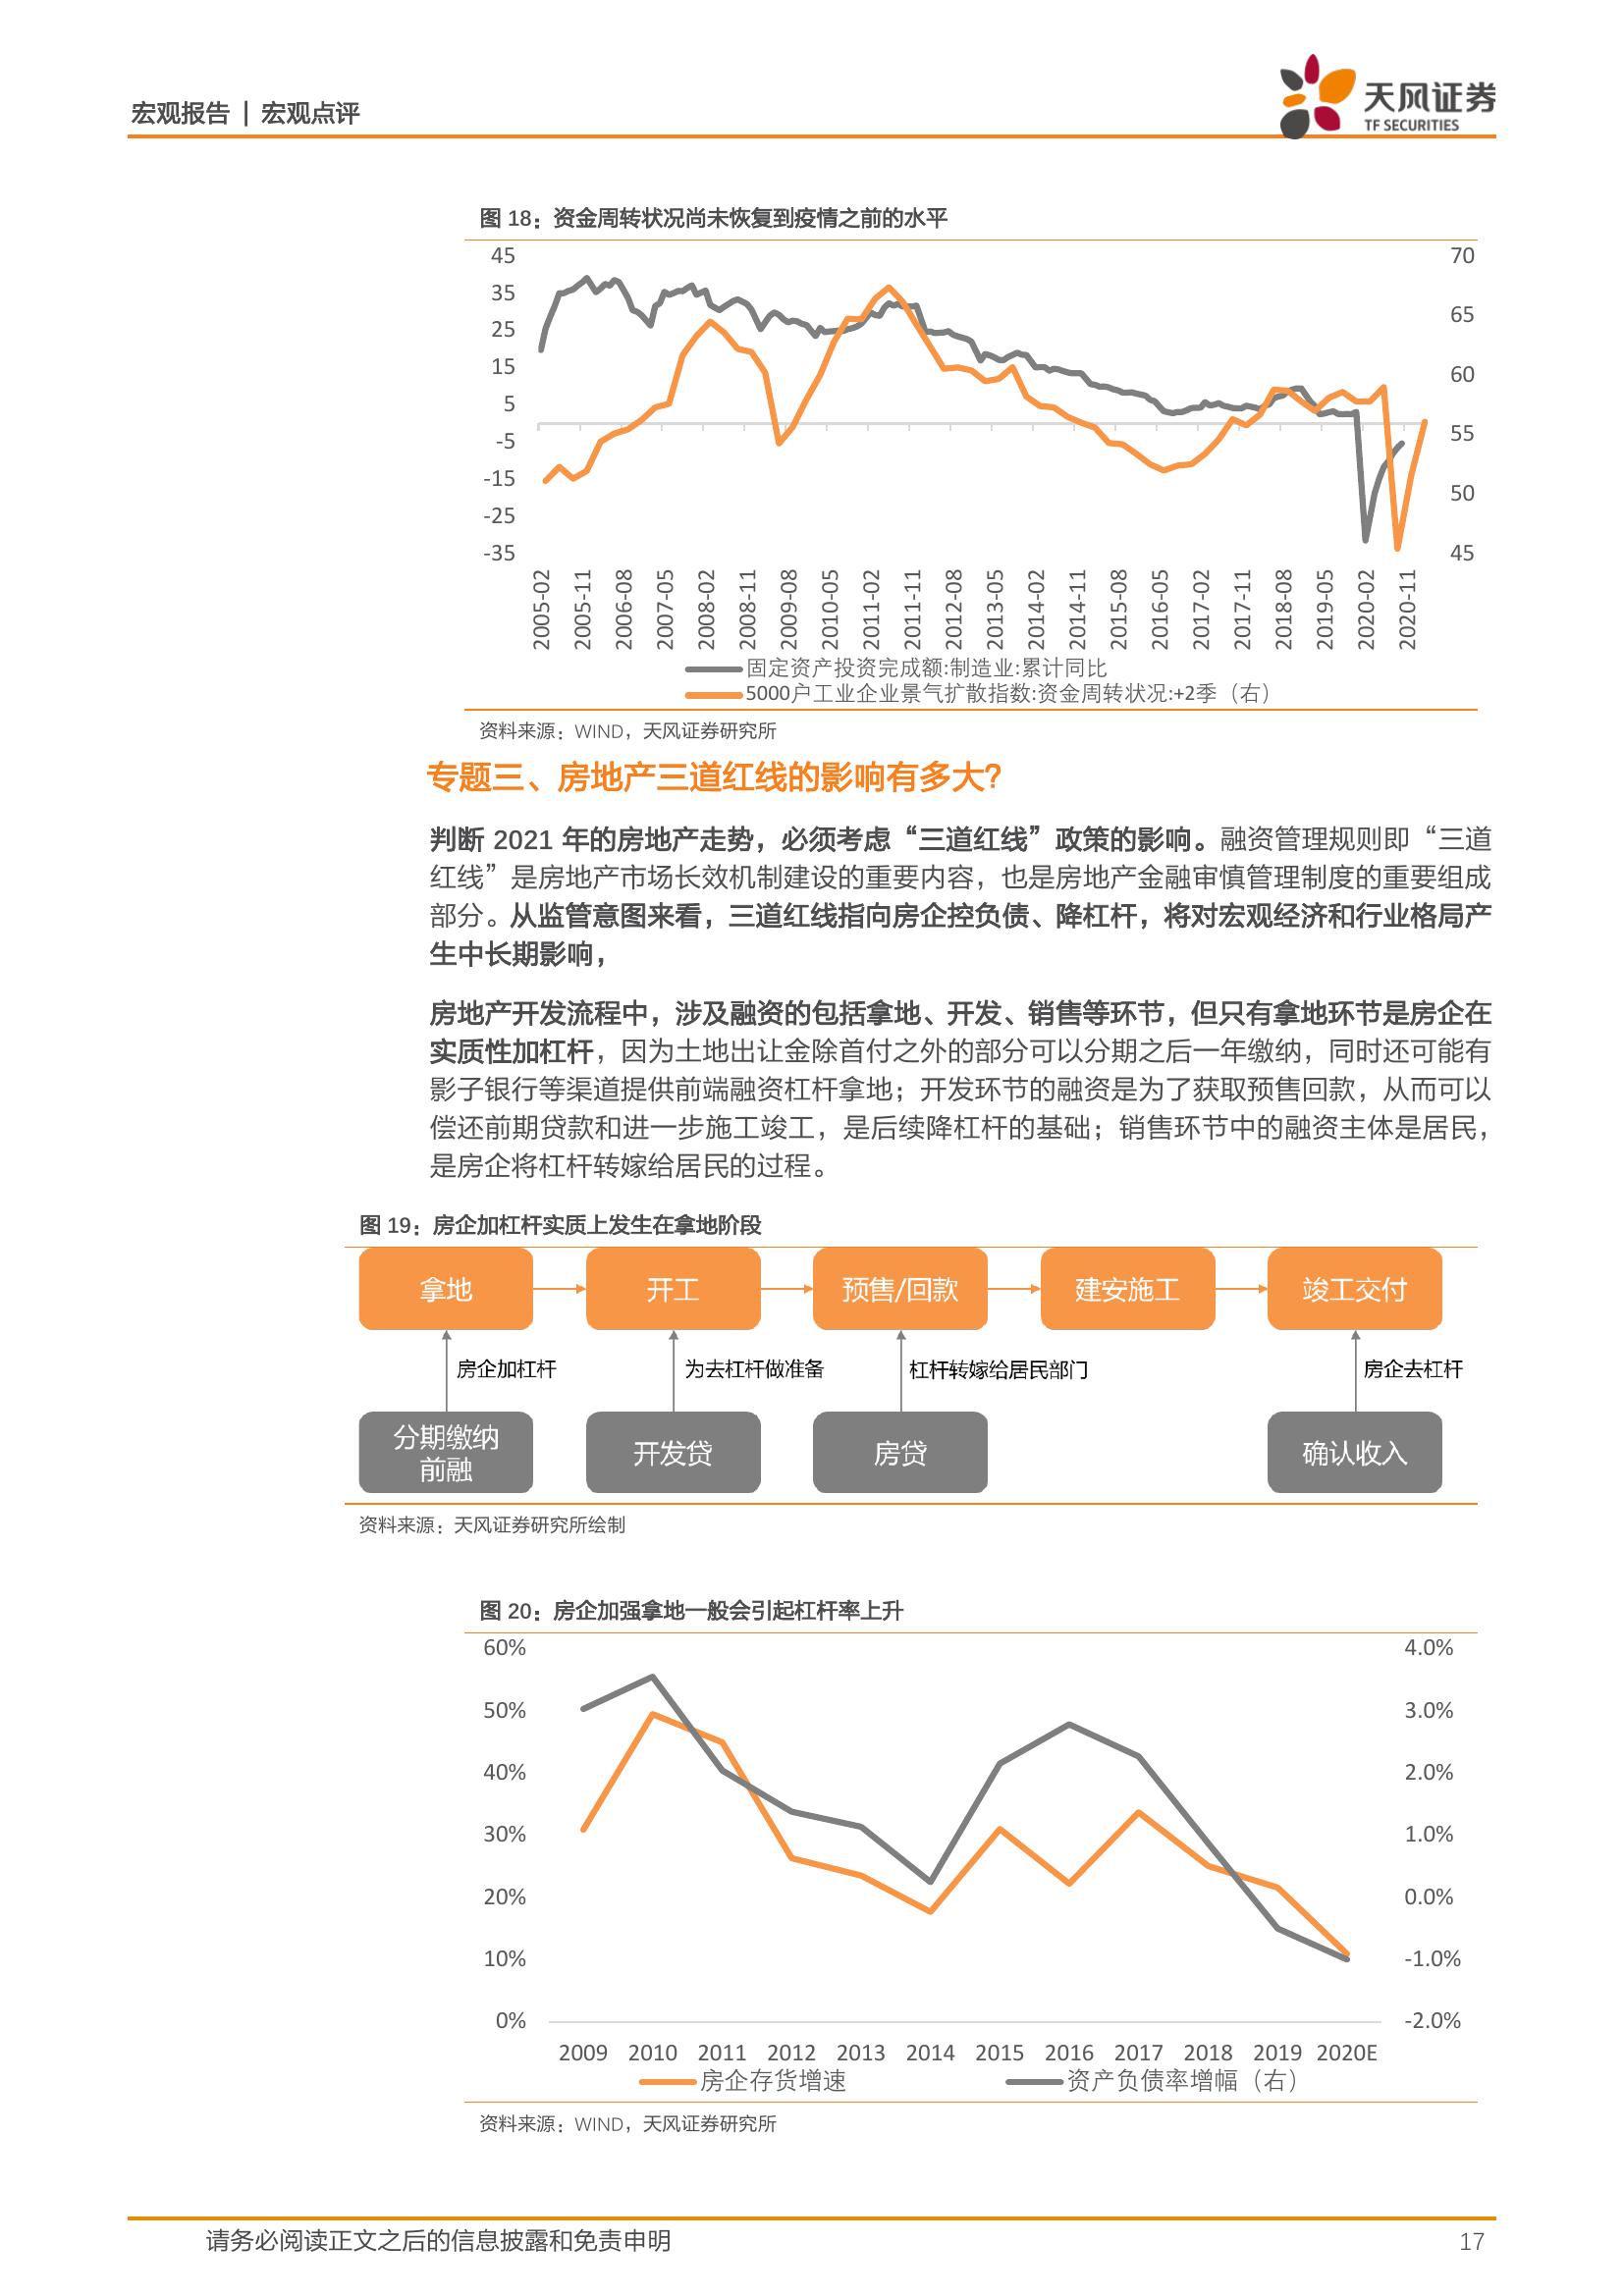 宏观报告 | 宏观点评
天风证券
TF SECURITIES
图 18：资金周转状况尚未恢复到疫情之前的水平
45
35
25
15
5
-5
-15
-25
-35
70
65
60
55
50
45
2005-02
2005-11
2006-08
2007-05
2008-02
2008-11
2009-08
2010-05
2011-02
2011-11
2012-08
2013-05
2014-02
2014-11
2015-08
2016-05
2017-02
2017-11
2018-08
2019-05
2020-02
2020-11
固定资产投资完成额:制造业:累计同比
5000户工业企业景气扩散指数:资金周转状况:+2季（右）
资料来源：WIND，天风证券研究所
专题三、房地产三道红线的影响有多大？
判断 2021 年的房地产走势，必须考虑“三道红线”政策的影响。融资管理规则即“三道
红线”是房地产市场长效机制建设的重要内容，也是房地产金融审慎管理制度的重要组成
部分。从监管意图来看，三道红线指向房企控负债、降杠杆，将对宏观经济和行业格局产
生中长期影响，
房地产开发流程中，涉及融资的包括拿地、开发、销售等环节，但只有拿地环节是房企在
实质性加杠杆，因为土地出让金除首付之外的部分可以分期之后一年缴纳，同时还可能有
影子银行等渠道提供前端融资杠杆拿地；开发环节的融资是为了获取预售回款，从而可以
偿还前期贷款和进一步施工竣工，是后续降杠杆的基础；销售环节中的融资主体是居民，
是房企将杠杆转嫁给居民的过程。
图 19：房企加杠杆实质上发生在拿地阶段
拿地
开工
预售/回款
建安施工
竣工交付
房企加杠杆
为去杠杆做准备
杠杆转嫁给居民部门
房企去杠杆
分期缴纳
前融
开发贷
房贷
确认收入
资料来源：天风证券研究所绘制
图 20：房企加强拿地一般会引起杠杆率上升
60%
50%
40%
30%
20%
10%
0%
4.0%
3.0%
2.0%
1.0%
0.0%
-1.0%
-2.0%
2009 2010 2011 2012 2013 2014 2015 2016 2017 2018 2019 2020E
房企存货增速
资产负债率增幅（右）
资料来源：WIND，天风证券研究所
请务必阅读正文之后的信息披露和免责申明
17